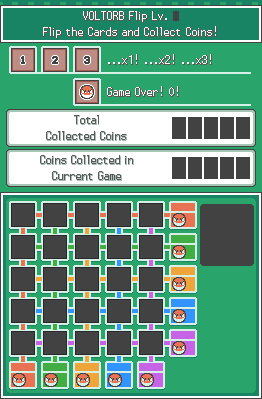 VOLTORB Flip Lv.
Flip the Cards and Collect Coins!
1 2 3 ...x1! ...x2! ...x3!
Game Over! 0!
Total
Collected Coins
Coins Collected in
Current Game